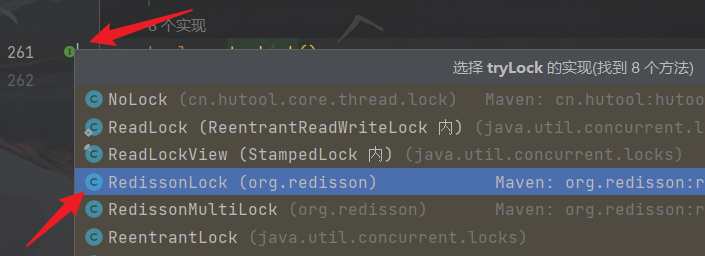 8 个实现
261
262
选择 tryLock 的实现(找到 8 个方法)
NoLock (cn.hutool.core.thread.lock) Maven: cn.hutool:hutoo
ReadLock (ReentrantReadWriteLock 内) (java.util.concurrent.l
ReadLockView (StampedLock 内) (java.util.concurrent.locks)
RedissonLock (org.redisson) Maven: org.redisson:r
RedissonMultiLock (org.redisson) Maven: org.redisson:r
ReentrantLock (java.util.concurrent.locks)